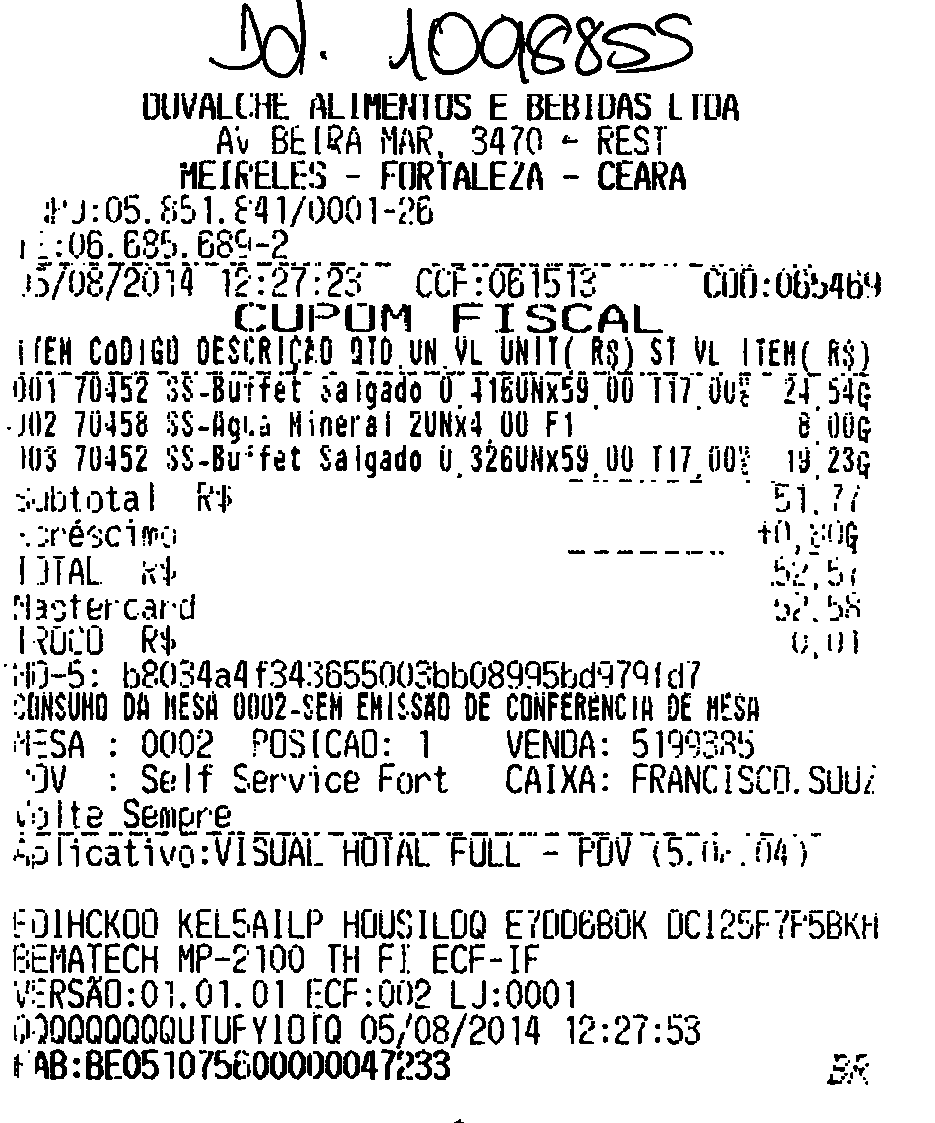 Dd. 1098855
DUVALCHE ALIMENTOS E BEBIDAS LTDA
AV BEIRA MAR, 3470 - REST
MEIRELES - FORTALEZA - CEARA
:05.851.841/0001-26
:06.685.689-2
05/08/2014 12:27:23 CCF:061513 COO:065469
CUPOM FISCAL
ITEM CODIGO DESCRIÇÃO QTD UN VL UNIT( R$) ST VL ITEM( R$)
001 70452 SS-Buffet Salgado 0,416UNx59,00 T17,00% 24,54G
002 70458 SS-Agua Mineral 2UNx4,00 F1 8,00G
003 70452 SS-Buffet Salgado 0,326UNx59,00 T17,00% 19,23G
Subtotal R$ 51,77
acréscimo +0,80G
TOTAL R$ 52,57
Mastercard 52,58
TROCO R$ 0,01
MD-5: b8034a4f343655003bb08995bd979fd7
CONSUMO DA MESA 0002-SEM EMISSÃO DE CONFERENCIA DE MESA
MESA : 0002 POSICAO: 1 VENDA: 5199385
PDV : Self Service Fort CAIXA: FRANCISCO.SOUZ
Volte Sempre
Aplicativo:VISUAL HOTAL FULL - PDV
EDIHCKOO KEL5AILP HOUSILDQ E7DD6BOK DCI25F7F5BKH
BEMATECH MP-2100 TH FI ECF-IF
VERSÃO:01.01.01 ECF:002 LJ:0001
QQQQQQQQQUTUEYIOTQ 05/08/2014 12:27:53
FAB:BE051075600000047233 BR